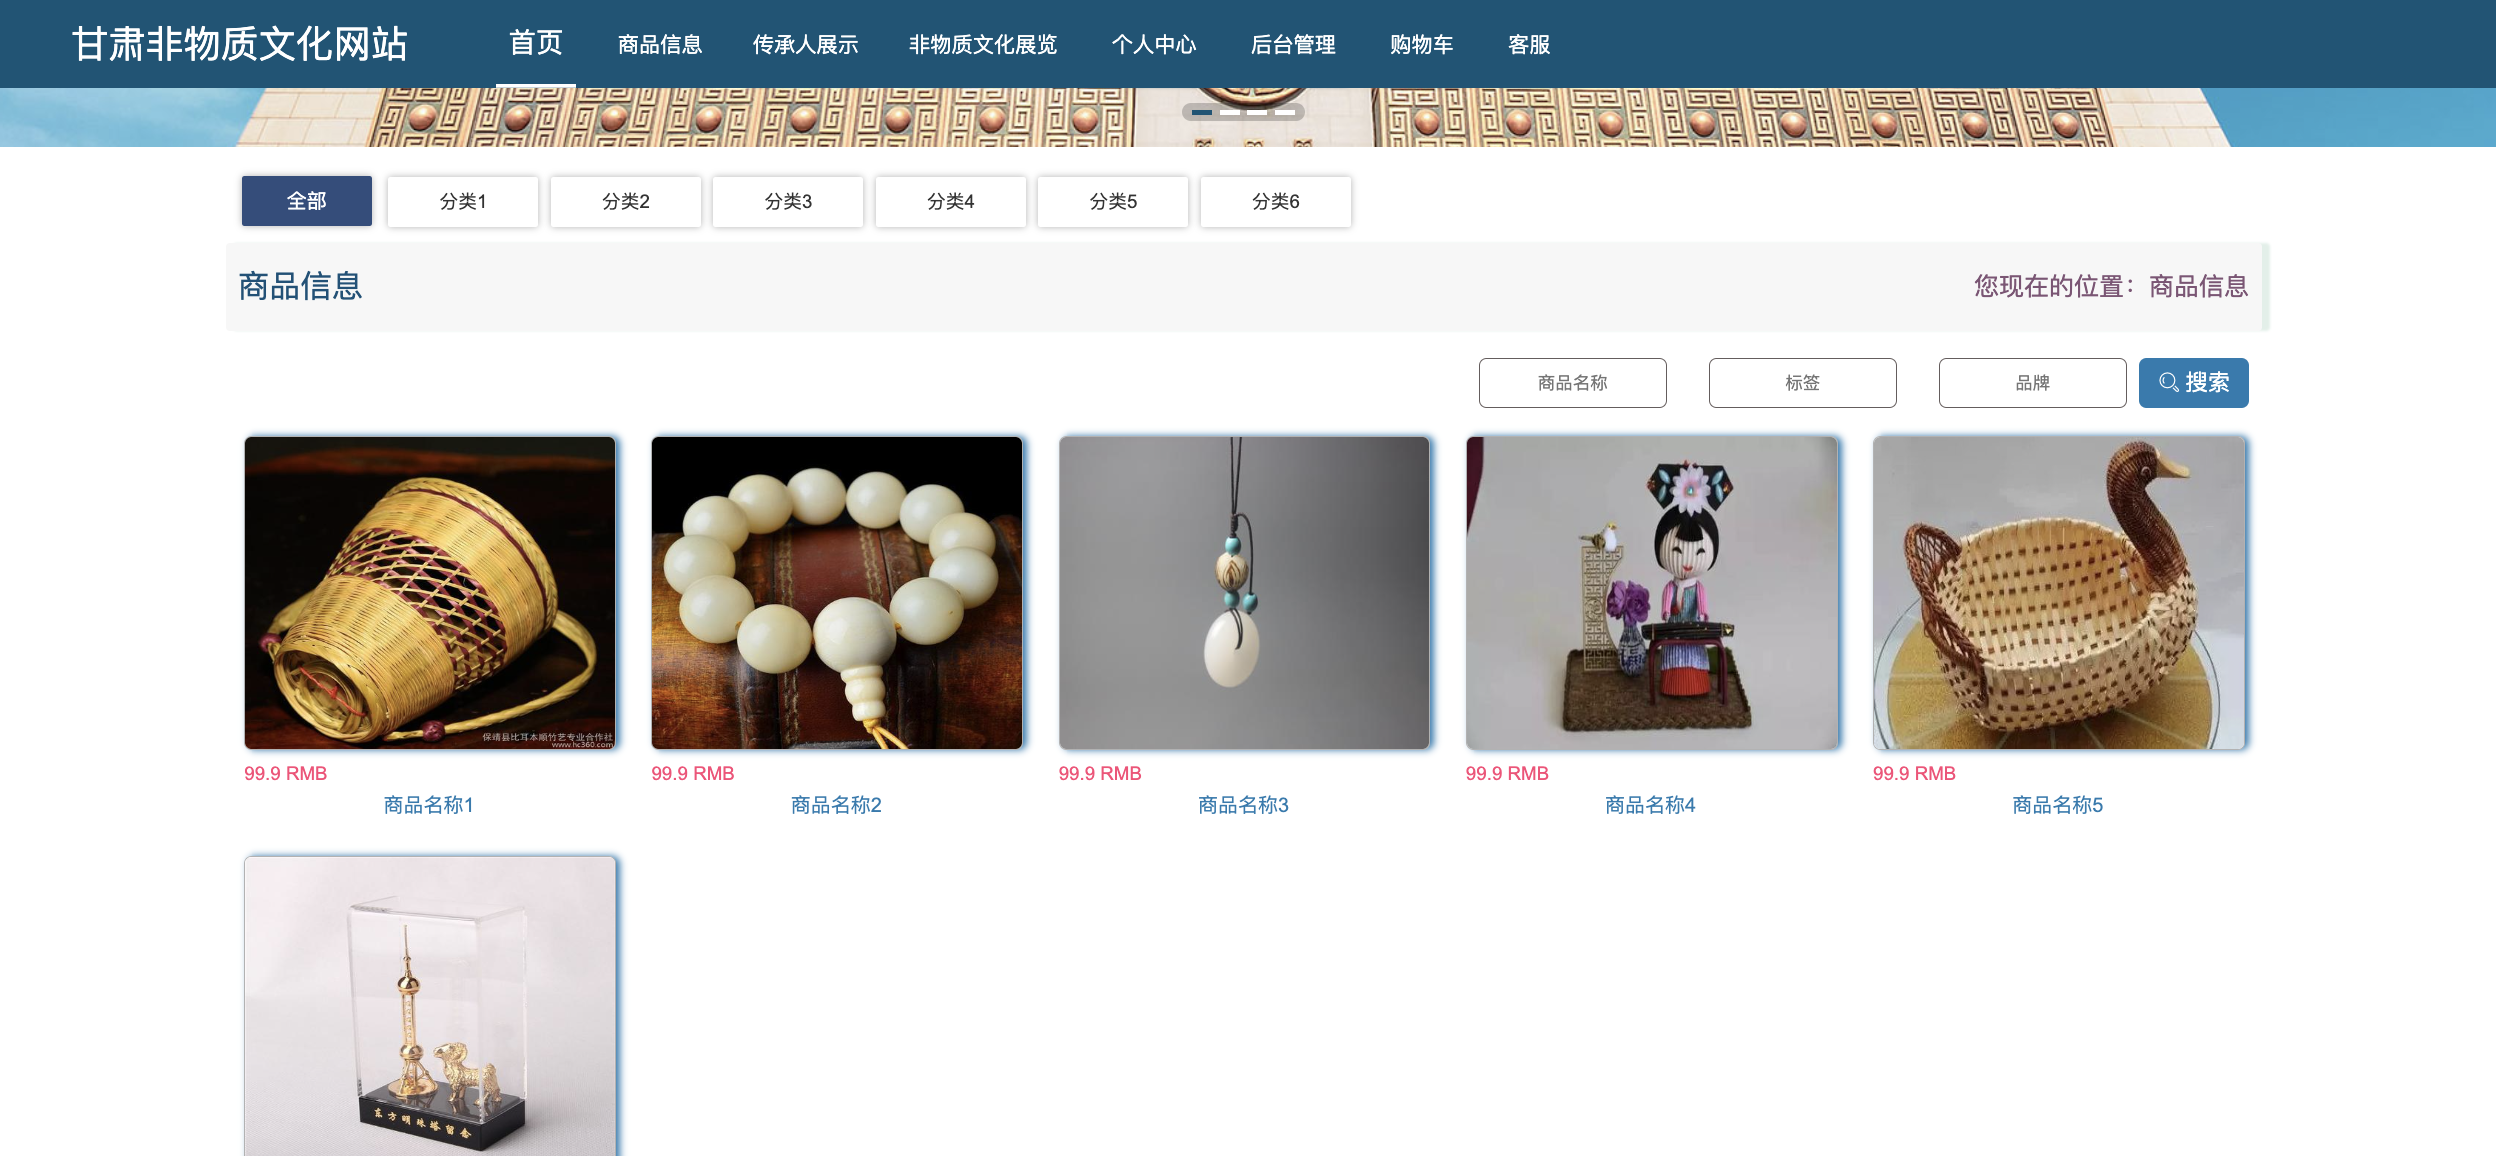 甘肃非物质文化网站
首页 商品信息 传承人展示 非物质文化展览 个人中心 后台管理 购物车 客服
全部 分类1 分类2 分类3 分类4 分类5 分类6
商品信息 您现在的位置：商品信息
商品名称 标签 品牌 搜索
保靖县比耳本顺竹艺专业合作社
www.hc360.com
99.9 RMB 99.9 RMB 99.9 RMB 99.9 RMB 99.9 RMB
商品名称1 商品名称2 商品名称3 商品名称4 商品名称5
东方明珠塔留念